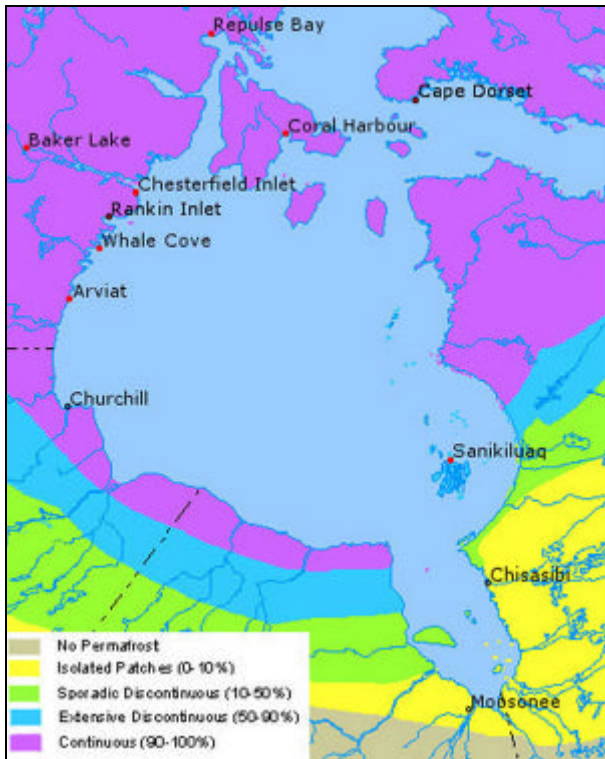 Repulse Bay
Cape Dorset
Coral Harbour
Baker Lake
Chesterfield Inlet
Rankin Inlet
Whale Cove
Arviat
Churchill
Sanikiluaq
Chisasibi
No Permafrost
Isolated Patches (0-10%)
Sporadic Discontinuous (10-50%)
Extensive Discontinuous (50-90%)
Continuous (90-100%)
Moosonee